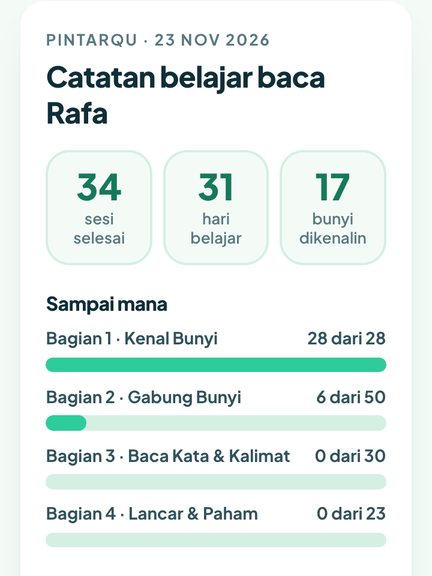 PINTARQU · 23 NOV 2026
Catatan belajar baca
Rafa
34
sesi
selesai
31
hari
belajar
17
bunyi
dikenalin
Sampai mana
Bagian 1 · Kenal Bunyi 28 dari 28
Bagian 2 · Gabung Bunyi 6 dari 50
Bagian 3 · Baca Kata & Kalimat 0 dari 30
Bagian 4 · Lancar & Paham 0 dari 23